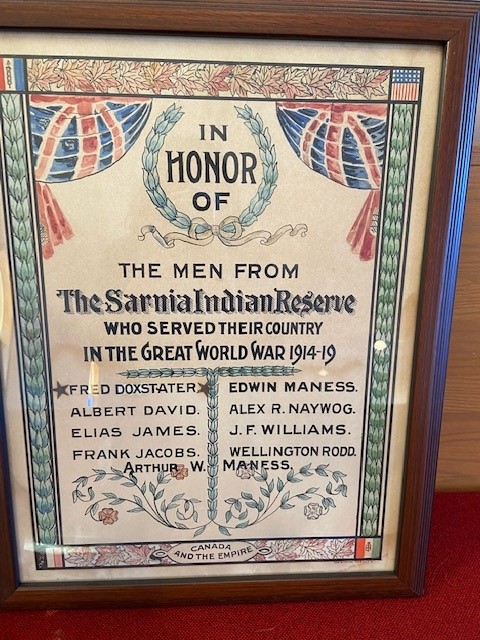 IN
HONOR
OF
THE MEN FROM
The Sarnia Indian Reserve
WHO SERVED THEIR COUNTRY
IN THE GREAT WORLD WAR 1914-19
FRED DOXSTATER
EDWIN MANESS.
ALBERT DAVID.
ALEX R. NAYWOG.
ELIAS JAMES.
J. F. WILLIAMS.
FRANK JACOBS.
WELLINGTON RODD.
ARTHUR W. MANESS.
CANADA
AND THE EMPIRE